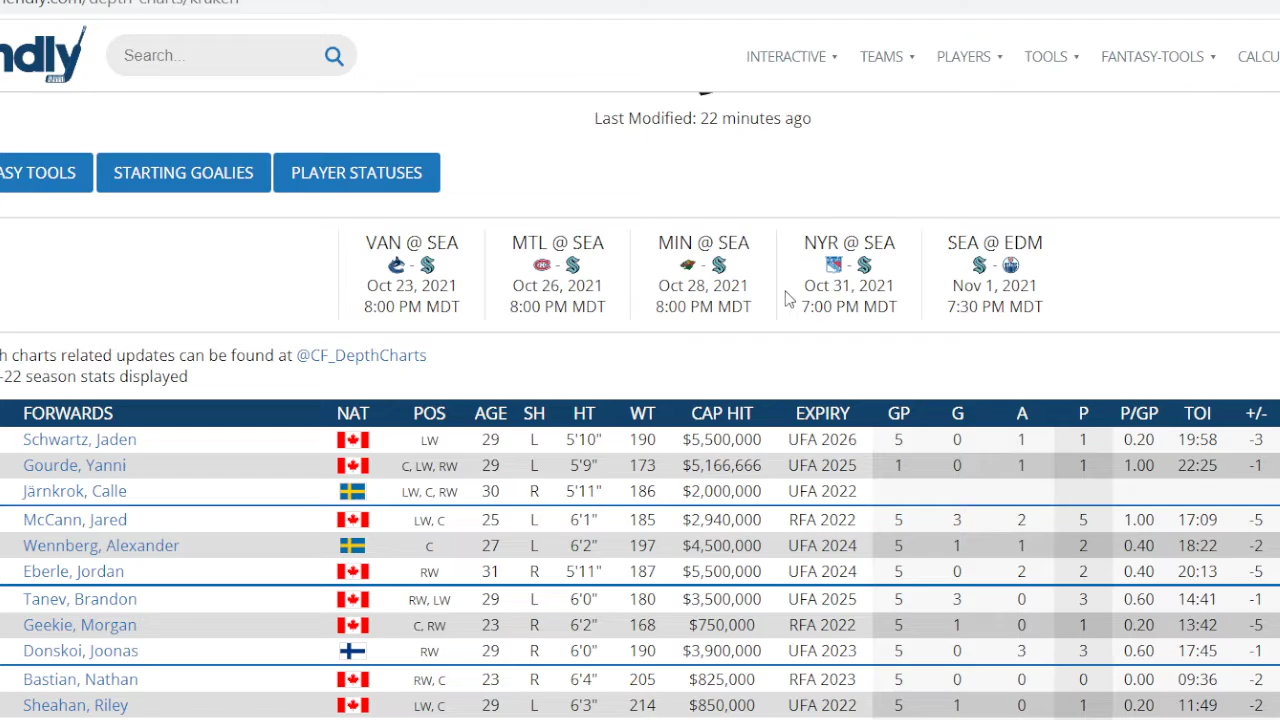 endly.com/depth-charts/kraken
ndly Search... INTERACTIVE TEAMS PLAYERS TOOLS FANTASY-TOOLS CALCU
Last Modified: 22 minutes ago
ASY TOOLS STARTING GOALIES PLAYER STATUSES
VAN @ SEA MTL @ SEA MIN @ SEA NYR @ SEA SEA @ EDM
- - - - -
Oct 23, 2021 Oct 26, 2021 Oct 28, 2021 Oct 31, 2021 Nov 1, 2021
8:00 PM MDT 8:00 PM MDT 8:00 PM MDT 7:00 PM MDT 7:30 PM MDT
h charts related updates can be found at @CF_DepthCharts
-22 season stats displayed
FORWARDS NAT POS AGE SH HT WT CAP HIT EXPIRY GP G A P P/GP TOI +/-
Schwartz, Jaden LW 29 L 5'10" 190 $5,500,000 UFA 2026 5 0 1 1 0.20 19:58 -3
Gourde, Yanni C, LW, RW 29 L 5'9" 173 $5,166,666 UFA 2025 1 0 1 1 1.00 22:25 -1
Järnkrok, Calle LW, C, RW 30 R 5'11" 186 $2,000,000 UFA 2022
McCann, Jared LW, C 25 L 6'1" 185 $2,940,000 RFA 2022 5 3 2 5 1.00 17:09 -5
Wennberg, Alexander C 27 L 6'2" 197 $4,500,000 UFA 2024 5 1 1 2 0.40 18:22 -2
Eberle, Jordan RW 31 R 5'11" 187 $5,500,000 UFA 2024 5 0 2 2 0.40 20:13 -5
Tanev, Brandon RW, LW 29 L 6'0" 180 $3,500,000 UFA 2025 5 3 0 3 0.60 14:41 -1
Geekie, Morgan C, RW 23 R 6'2" 168 $750,000 RFA 2022 5 1 0 1 0.20 13:42 -5
Donskoi, Joonas RW 29 R 6'0" 190 $3,900,000 UFA 2023 5 0 3 3 0.60 17:45 -1
Bastian, Nathan RW, C 23 R 6'4" 205 $825,000 RFA 2023 5 0 0 0 0.00 09:36 -2
Sheahan, Riley LW, C 29 L 6'3" 214 $850,000 UFA 2022 5 1 0 1 0.20 11:49 -2